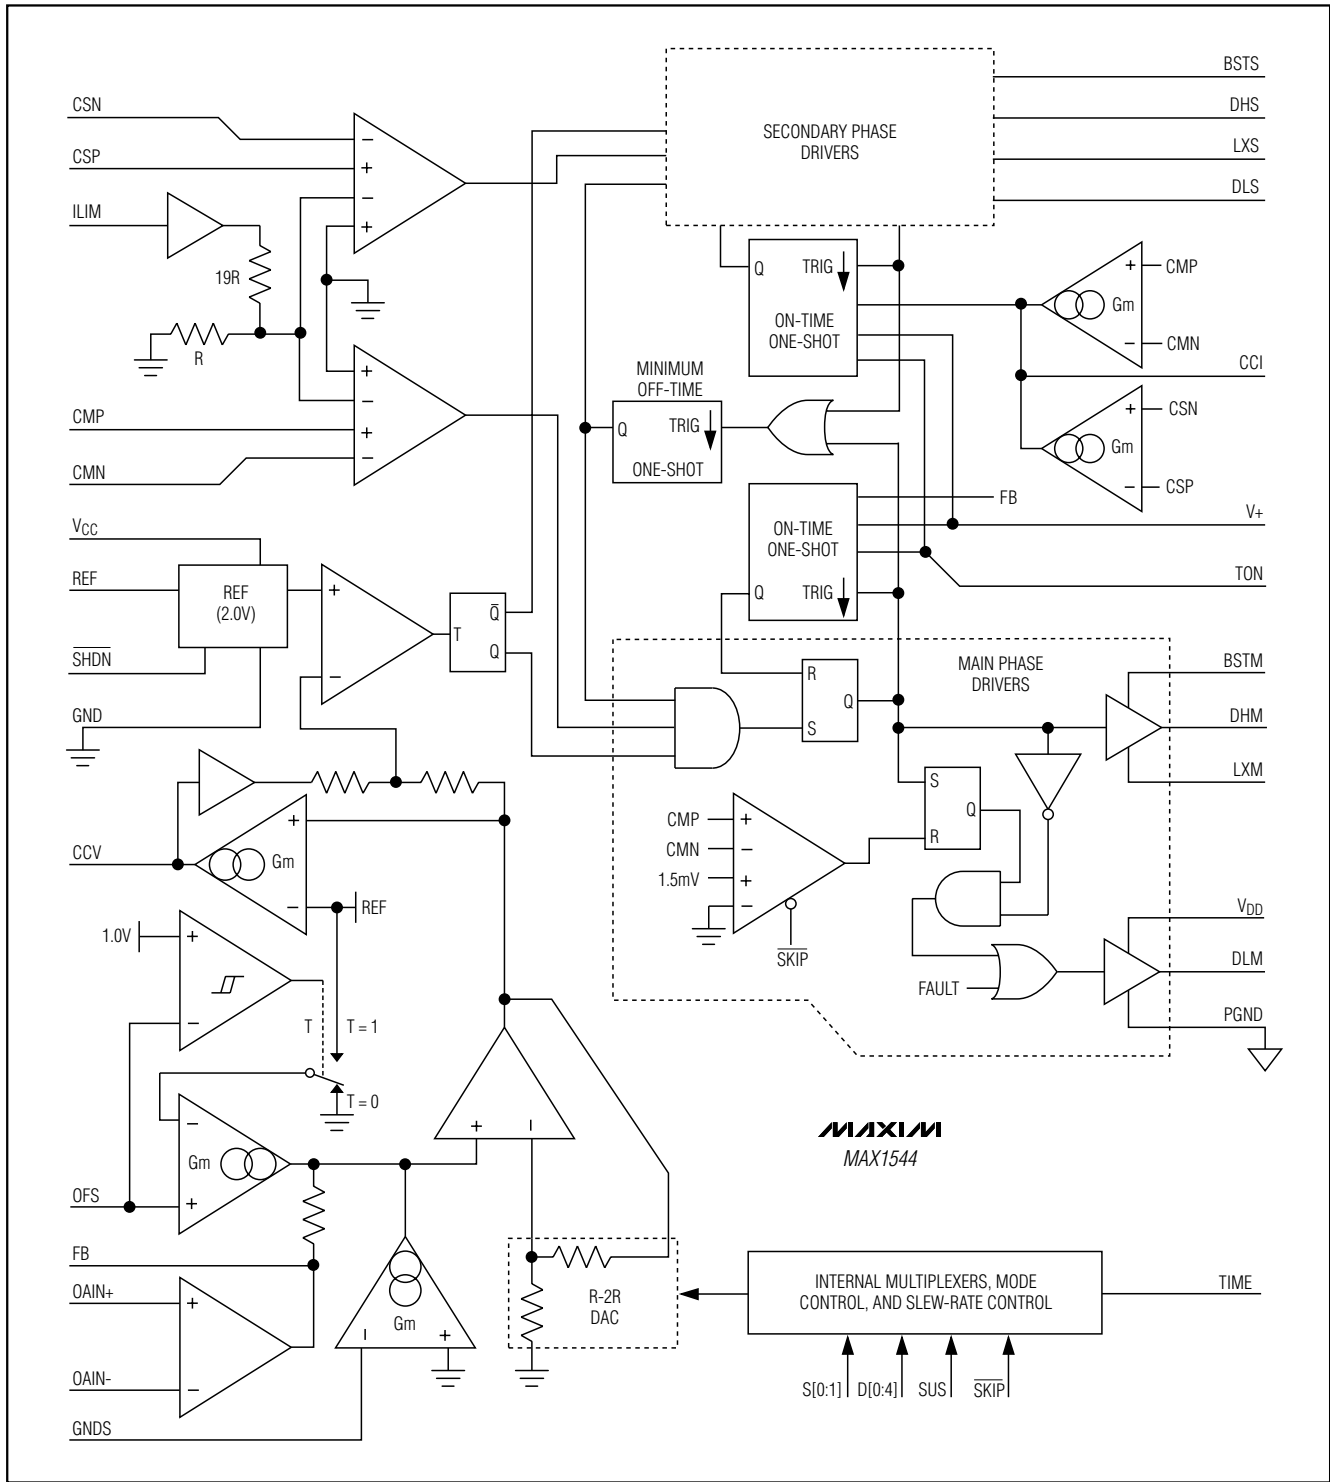 BSTS
CSN
DHS
SECONDARY PHASE
DRIVERS
CSP
LXS
ILIM
DLS
− + − +
19R
R
Q TRIG
ON-TIME
ONE-SHOT
+ CMP
Gm
− CMN
MINIMUM
OFF-TIME
CCI
CMP
+ − + −
Q TRIG
ONE-SHOT
+ CSN
Gm
− CSP
CMN
FB
V+
VCC
ON-TIME
ONE-SHOT
REF
REF
(2.0V)
+
−
TON
Q TRIG
T Q̅ Q
S̅H̅D̅N̅
MAIN PHASE
DRIVERS
BSTM
R
Q
S
GND
DHM
LXM
S
Q
R
CMP +
CMN −
1.5mV +
−
S̅K̅I̅P̅
+
Gm
−
CCV
REF
1.0V
+
−
VDD
FAULT
DLM
PGND
T
T = 1
T = 0
−
Gm
+
+ −
MAXIM
MAX1544
OFS
FB
OAIN+
+
−
OAIN-
Gm
− +
R-2R
DAC
INTERNAL MULTIPLEXERS, MODE
CONTROL, AND SLEW-RATE CONTROL
TIME
S[0:1] D[0:4] SUS S̅K̅I̅P̅
GNDS